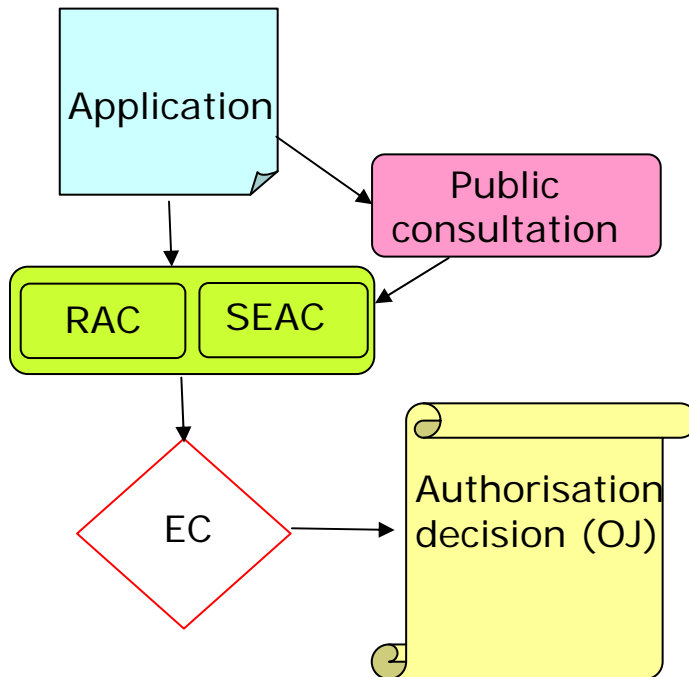 Application
Public
consultation
RAC
SEAC
EC
Authorisation
decision (OJ)